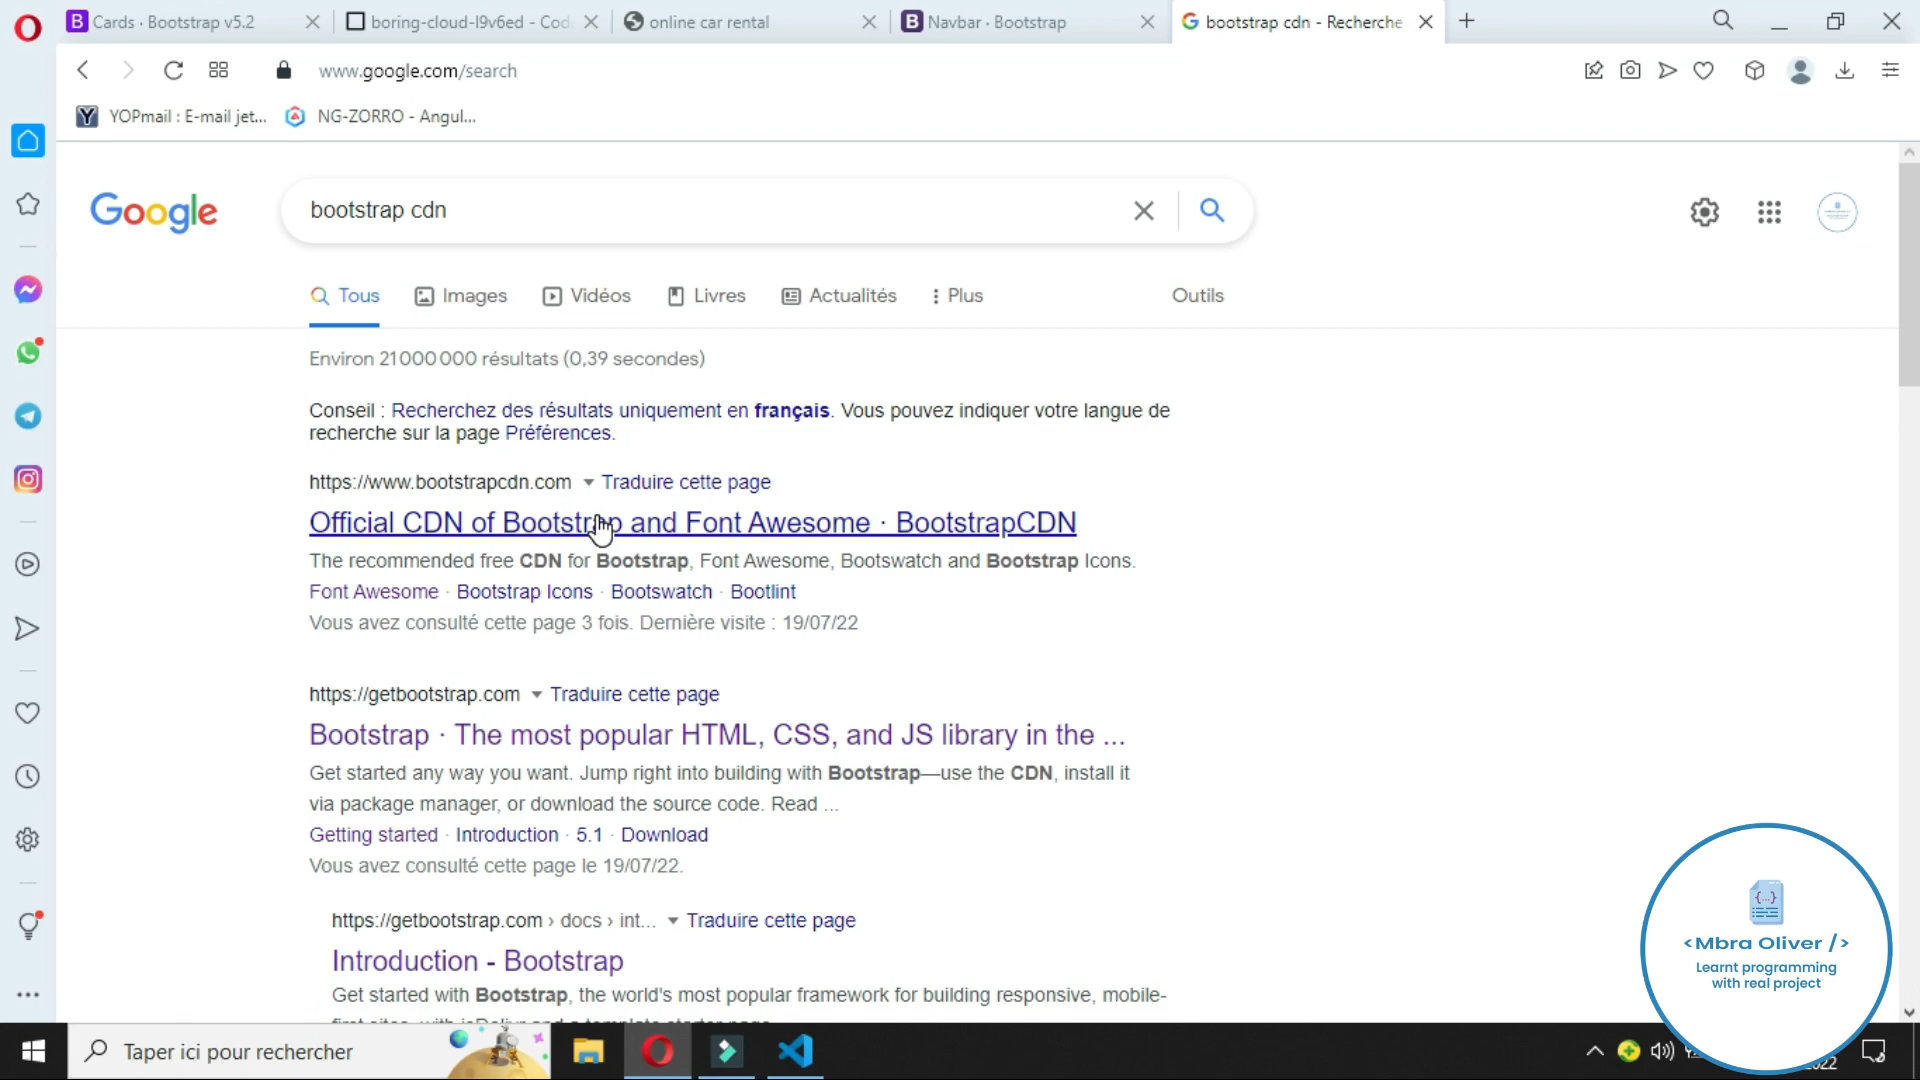 Cards · Bootstrap v5.2
boring-cloud-l9v6ed - Cod
online car rental
Navbar · Bootstrap
bootstrap cdn - Recherche
www.google.com/search
YOPmail : E-mail jet...
NG-ZORRO - Angul...
Google
bootstrap cdn
Tous
Images
Vidéos
Livres
Actualités
Plus
Outils
Environ 21 000 000 résultats (0,39 secondes)
Conseil : Recherchez des résultats uniquement en français. Vous pouvez indiquer votre langue de
recherche sur la page Préférences.
https://www.bootstrapcdn.com Traduire cette page
Official CDN of Bootstrap and Font Awesome · BootstrapCDN
The recommended free CDN for Bootstrap, Font Awesome, Bootswatch and Bootstrap Icons.
Font Awesome · Bootstrap Icons · Bootswatch · Bootlint
Vous avez consulté cette page 3 fois. Dernière visite : 19/07/22
https://getbootstrap.com Traduire cette page
Bootstrap · The most popular HTML, CSS, and JS library in the ...
Get started any way you want. Jump right into building with Bootstrap—use the CDN, install it
via package manager, or download the source code. Read ...
Getting started · Introduction · 5.1 · Download
Vous avez consulté cette page le 19/07/22.
https://getbootstrap.com › docs › int... Traduire cette page
Introduction - Bootstrap
Get started with Bootstrap, the world's most popular framework for building responsive, mobile-
{...}
<Mbra Oliver />
Learnt programming
with real project
Taper ici pour rechercher